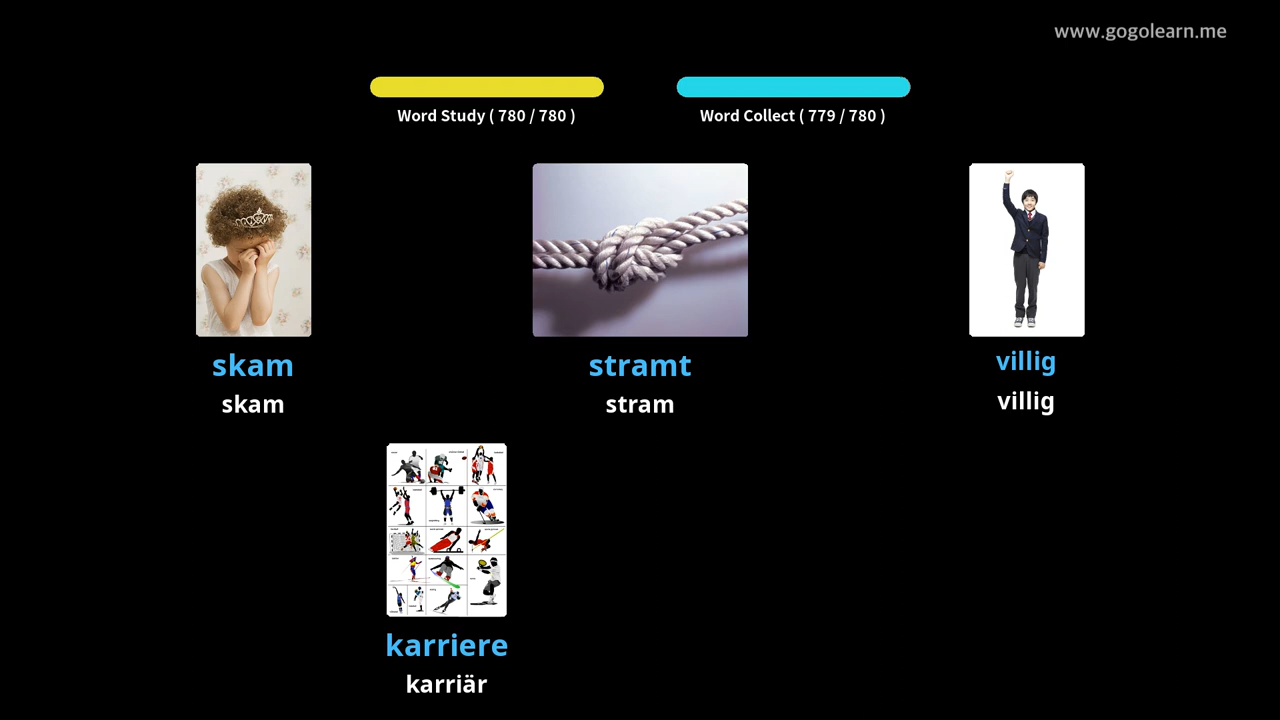 www.gogolearn.me
Word Study ( 780 / 780 )
Word Collect ( 779 / 780 )
skam
skam
stramt
stram
villig
villig
karriere
karriär